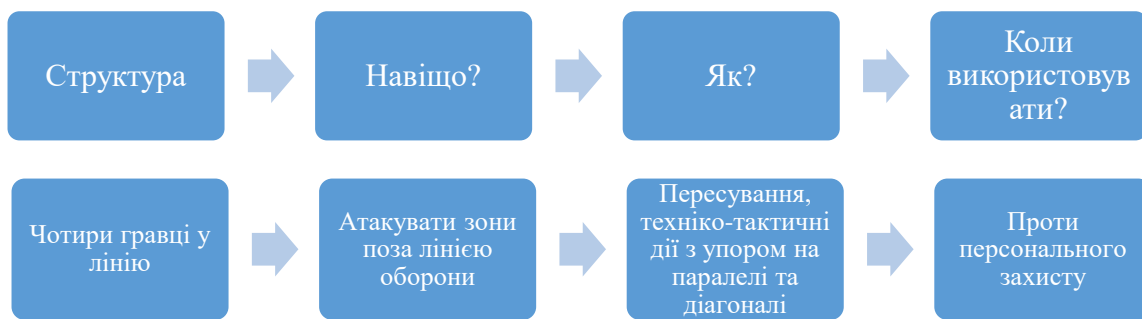 Структура
Навіщо?
Як?
Коли
використовув
ати?
Чотири гравці у
лінію
Атакувати зони
поза лінією
оборони
Пересування,
техніко-тактичні
дії з упором на
паралелі та
діагоналі
Проти
персонального
захисту